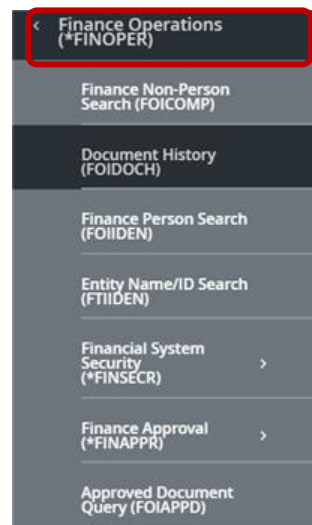 Finance Operations
(*FINOPER)
Finance Non-Person
Search (FOICOMP)
Document History
(FOIDOCH)
Finance Person Search
(FOIIDEN)
Entity Name/ID Search
(FTIIDEN)
Financial System
Security
(*FINSECR)
Finance Approval
(*FINAPPR)
Approved Document
Query (FOIAPPD)